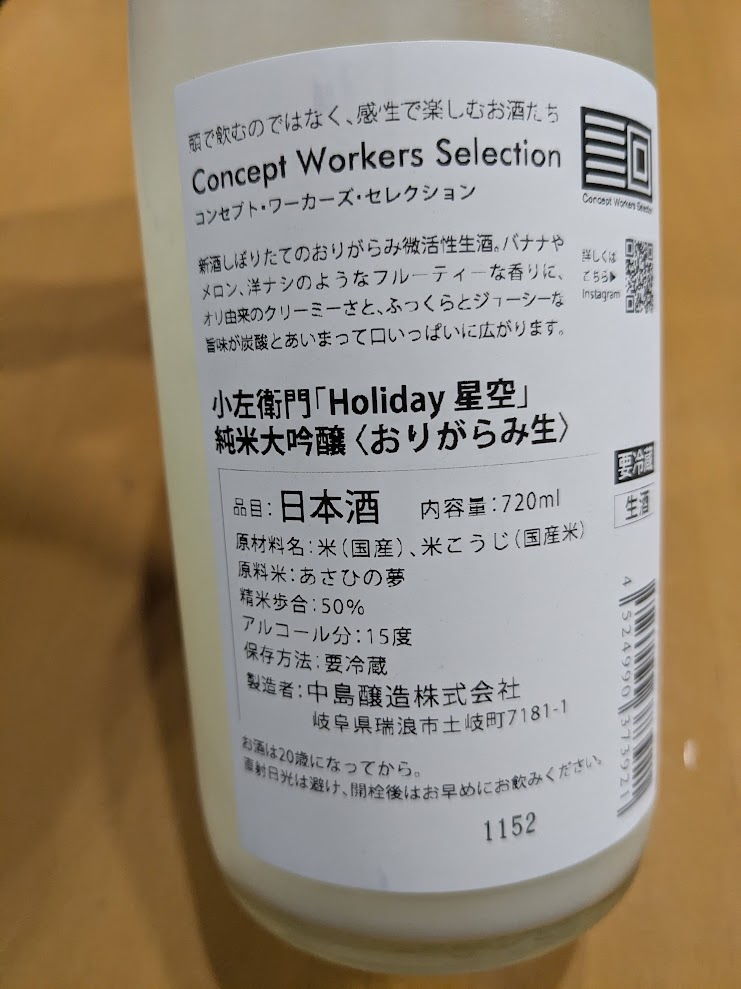 頭で飲むのではなく、感性で楽しむお酒たち
Concept Workers Selection
コンセプト・ワーカーズ・セレクション
Concept Workers Selection
新酒しぼりたてのおりがらみ微活性生酒。バナナや
メロン、洋ナシのようなフルーティーな香りに、
オリ由来のクリーミーさと、ふっくらとジューシーな
旨味が炭酸とあいまって口いっぱいに広がります。
詳しくは
こちら▶
Instagram
小左衛門「Holiday 星空」
純米大吟醸〈おりがらみ生〉
要冷蔵
生酒
品目:日本酒 内容量:720ml
原材料名:米(国産)、米こうじ(国産米)
原料米:あさひの夢
精米歩合:50%
アルコール分:15度
保存方法:要冷蔵
製造者:中島醸造株式会社
岐阜県瑞浪市土岐町7181-1
お酒は20歳になってから。
直射日光は避け、開栓後はお早めにお飲みください。
4 524990 373921
1152